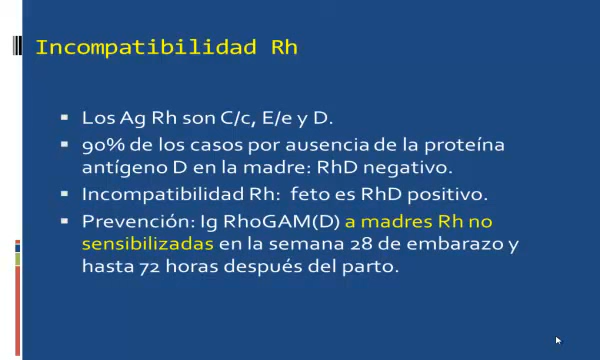 Incompatibilidad Rh
Los Ag Rh son C/c, E/e y D.
90% de los casos por ausencia de la proteína
antígeno D en la madre: RhD negativo.
Incompatibilidad Rh: feto es RhD positivo.
Prevención: Ig RhoGAM(D) a madres Rh no
sensibilizadas en la semana 28 de embarazo y
hasta 72 horas después del parto.